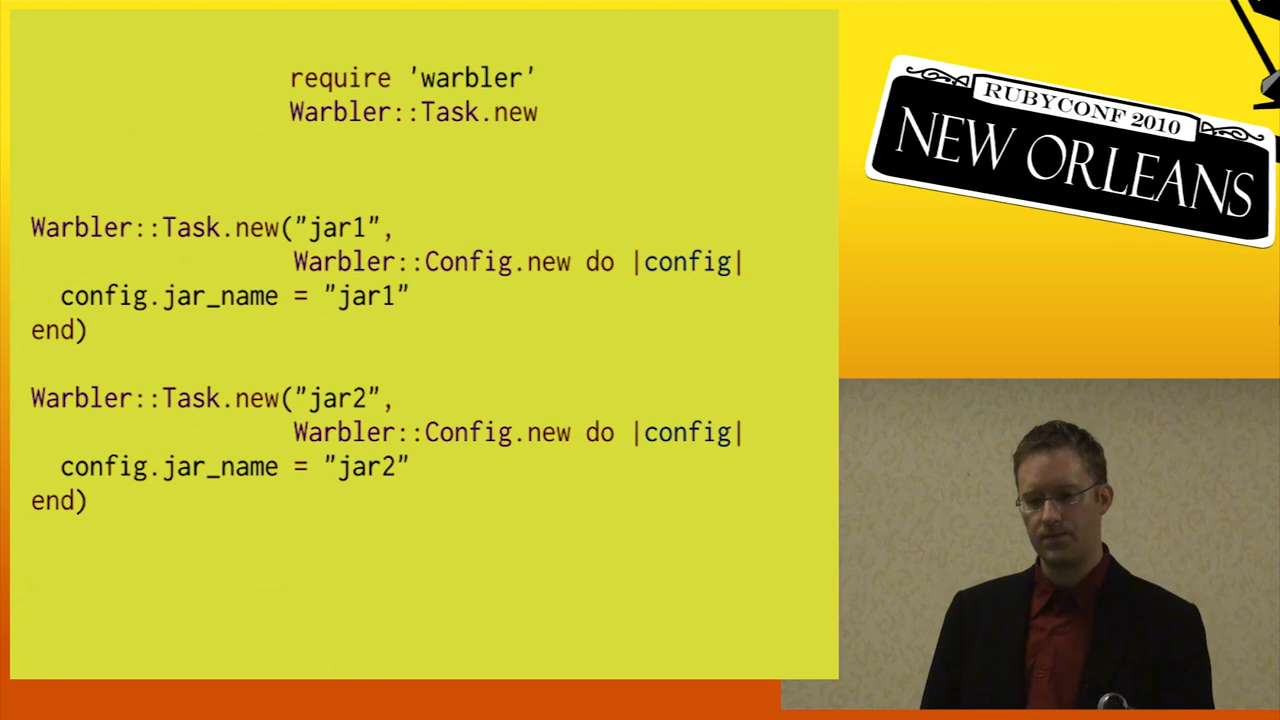 require 'warbler'
Warbler::Task.new
Warbler::Task.new("jar1",
Warbler::Config.new do |config|
config.jar_name = "jar1"
end)
Warbler::Task.new("jar2",
Warbler::Config.new do |config|
config.jar_name = "jar2"
end)
RUBYCONF 2010
NEW ORLEANS